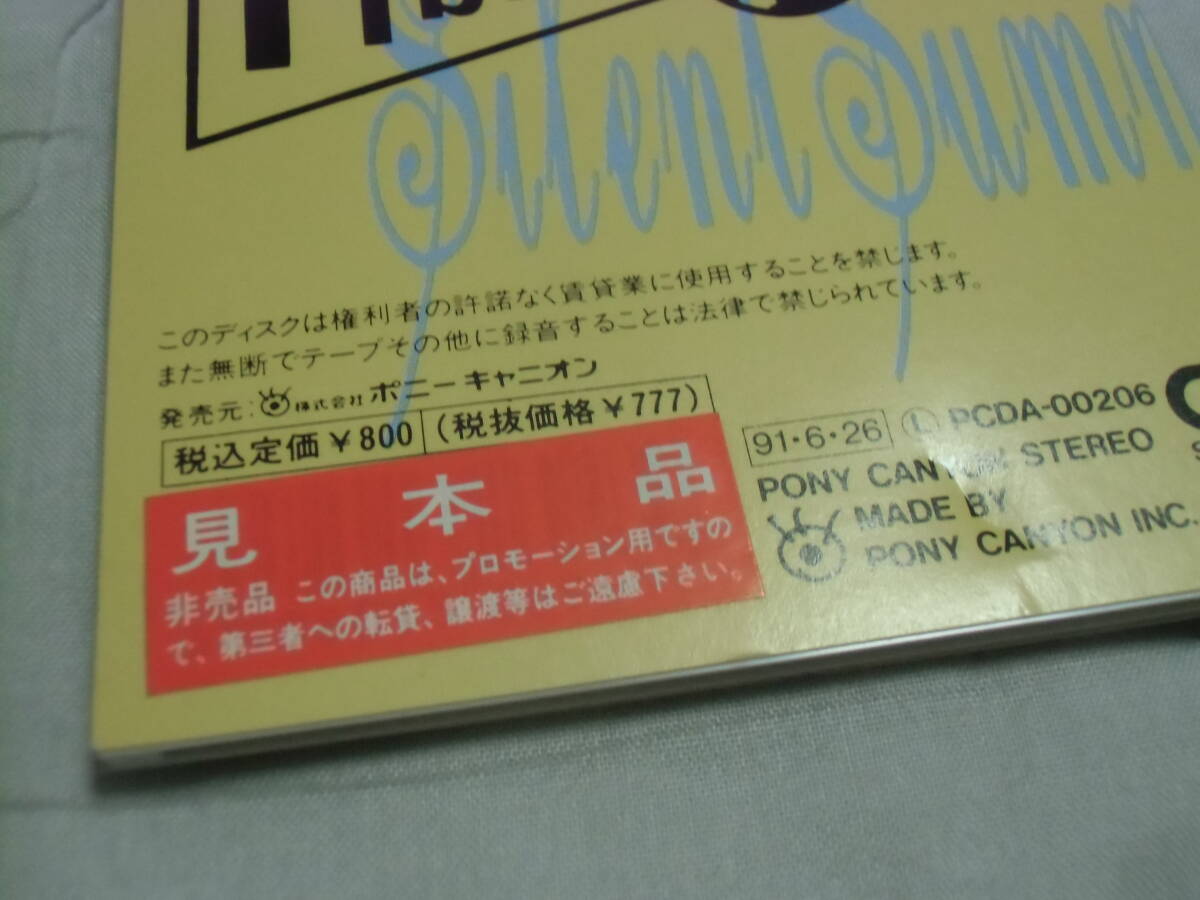 Silent
このディスクは権利者の許諾なく賃貸業に使用することを禁じます。
また無断でテープその他に録音することは法律で禁じられています。
発売元:株式会社ポニーキャニオン
税込定価¥800 (税抜価格¥777)
見本品
非売品 この商品は、プロモーション用ですの
で、第三者への転貸、譲渡等はご遠慮下さい。
91・6・26 Ⓛ PCDA-00206
PONY CANYON STEREO
MADE BY
PONY CANYON INC.